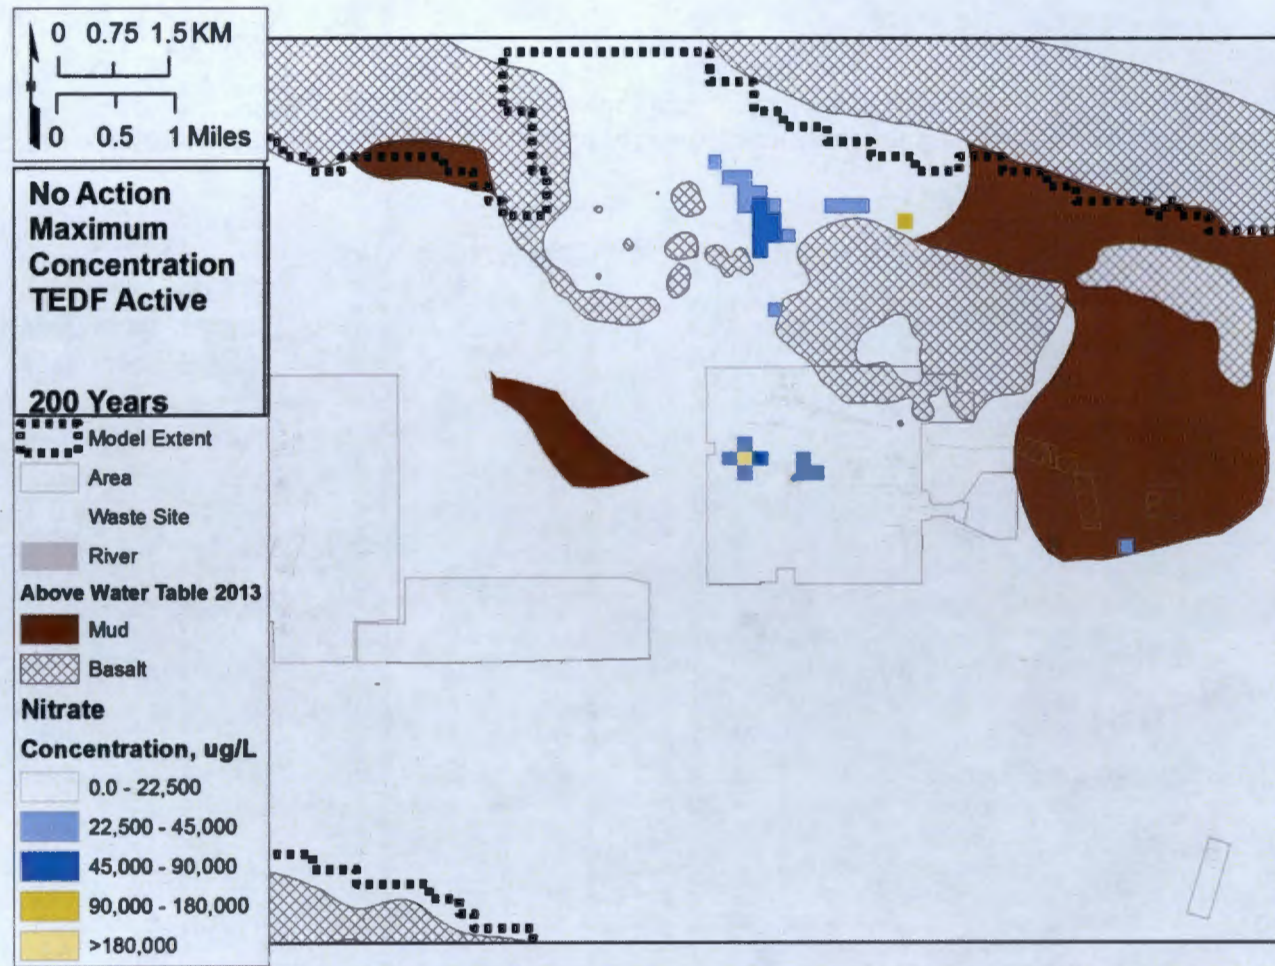 0 0.75 1.5 KM
0 0.5 1 Miles
No Action
Maximum
Concentration
TEDF Active
200 Years
Model Extent
Area
Waste Site
River
Above Water Table 2013
Mud
Basalt
Nitrate
Concentration, ug/L
0.0 - 22,500
22,500 - 45,000
45,000 - 90,000
90,000 - 180,000
>180,000